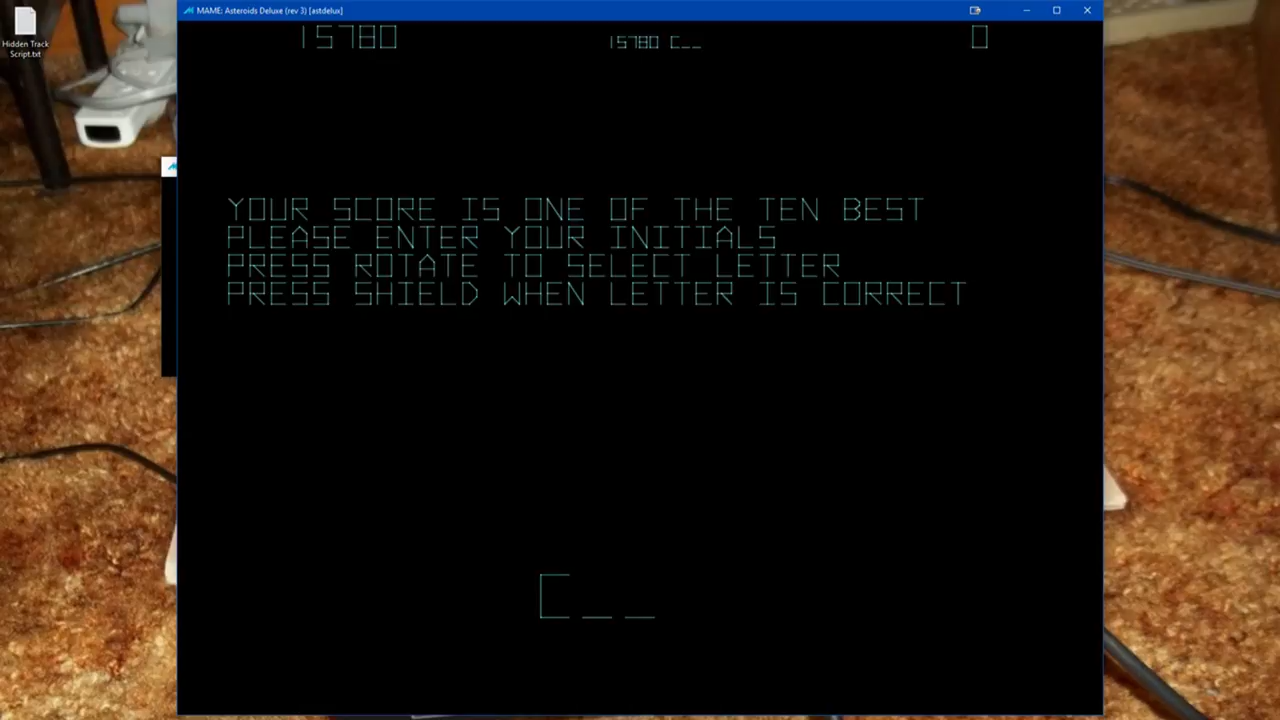 Hidden Track
Script.txt
MAME: Asteroids Deluxe (rev 3) [astdelux]
15780 15780 C__ 0
YOUR SCORE IS ONE OF THE TEN BEST
PLEASE ENTER YOUR INITIALS
PRESS ROTATE TO SELECT LETTER
PRESS SHIELD WHEN LETTER IS CORRECT
C__